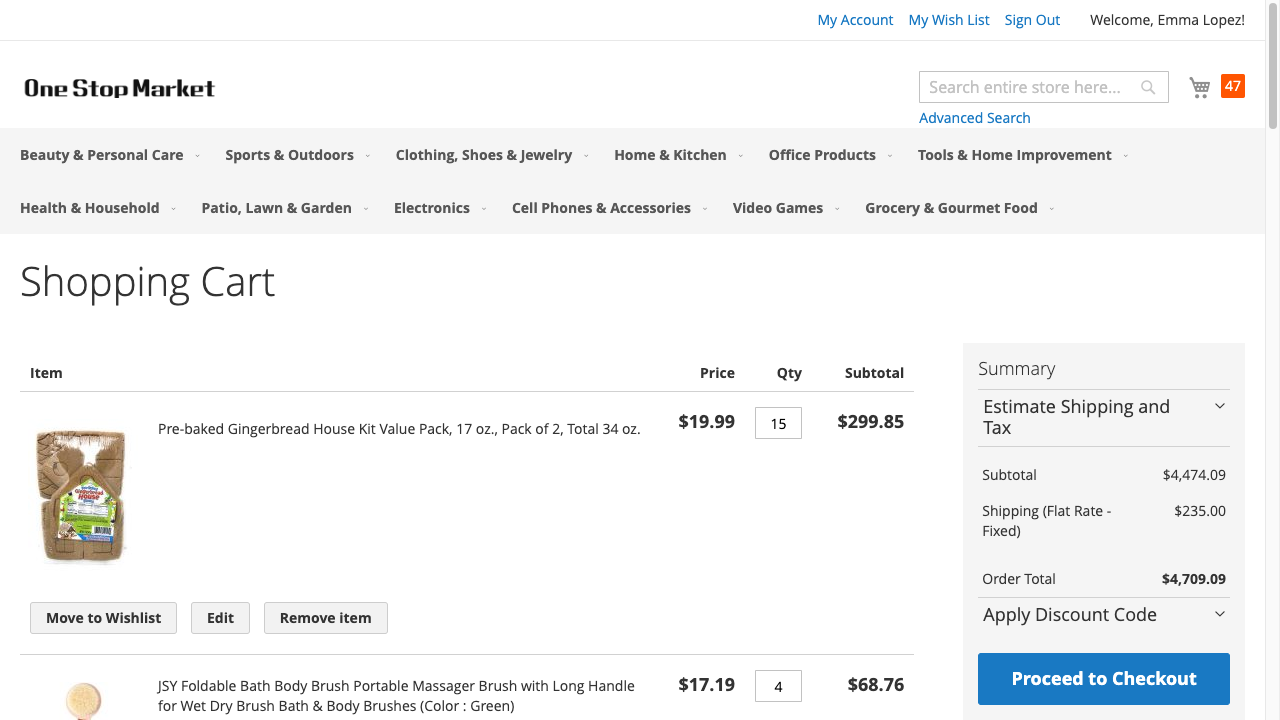 My Account My Wish List Sign Out Welcome, Emma Lopez!
One Stop Market
Search entire store here...
47
Advanced Search
Beauty & Personal Care Sports & Outdoors Clothing, Shoes & Jewelry Home & Kitchen Office Products Tools & Home Improvement
Health & Household Patio, Lawn & Garden Electronics Cell Phones & Accessories Video Games Grocery & Gourmet Food
Shopping Cart
Item Price Qty Subtotal
Pre-baked Gingerbread House Kit Value Pack, 17 oz., Pack of 2, Total 34 oz. $19.99 15 $299.85
Gingerbread
House
Move to Wishlist Edit Remove item
JSY Foldable Bath Body Brush Portable Massager Brush with Long Handle $17.19 4 $68.76
for Wet Dry Brush Bath & Body Brushes (Color : Green)
Summary
Estimate Shipping and
Tax
Subtotal $4,474.09
Shipping (Flat Rate - $235.00
Fixed)
Order Total $4,709.09
Apply Discount Code
Proceed to Checkout